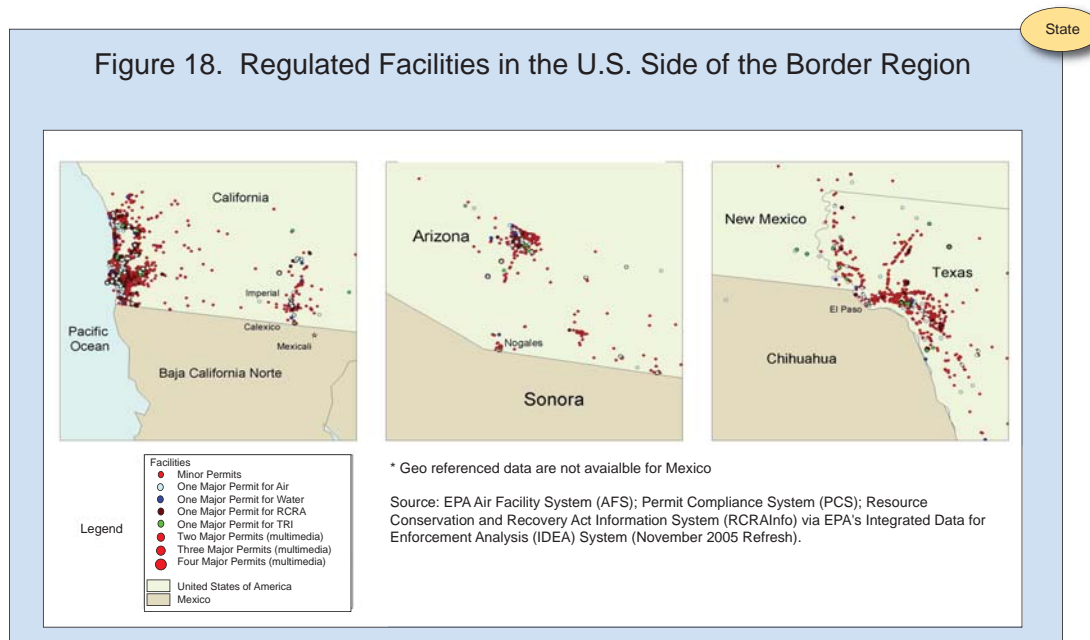 State
Figure 18. Regulated Facilities in the U.S. Side of the Border Region
California
Imperial
Calexico
Mexicali
Pacific
Ocean
Baja California Norte
Arizona
Nogales
Sonora
New Mexico
Texas
El Paso
Chihuahua
Legend
Facilities
Minor Permits
One Major Permit for Air
One Major Permit for Water
One Major Permit for RCRA
One Major Permit for TRI
Two Major Permits (multimedia)
Three Major Permits (multimedia)
Four Major Permits (multimedia)
United States of America
Mexico
* Geo referenced data are not avaialble for Mexico
Source: EPA Air Facility System (AFS); Permit Compliance System (PCS); Resource
Conservation and Recovery Act Information System (RCRAInfo) via EPA's Integrated Data for
Enforcement Analysis (IDEA) System (November 2005 Refresh).